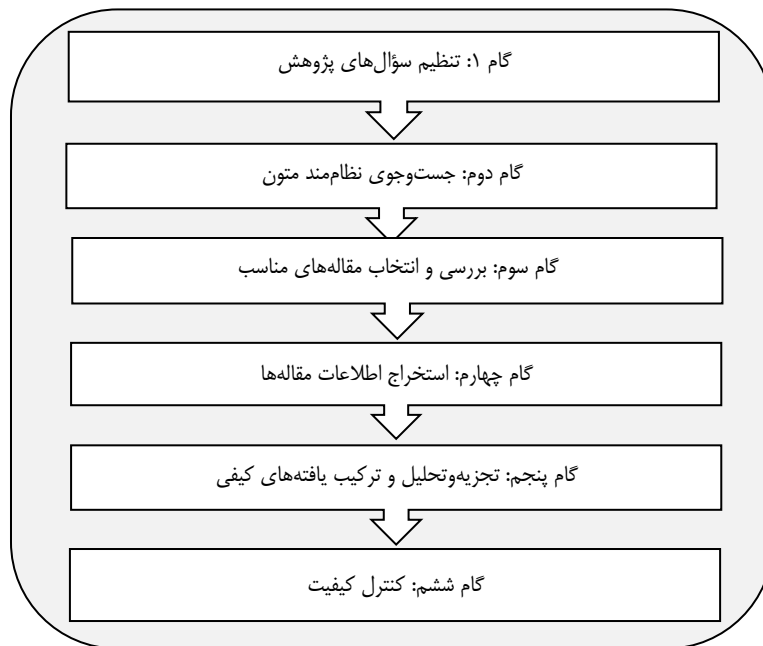 گام ۱: تنظیم سؤال‌های پژوهش
گام دوم: جست‌وجوی نظام‌مند متون
گام سوم: بررسی و انتخاب مقاله‌های مناسب
گام چهارم: استخراج اطلاعات مقاله‌ها
گام پنجم: تجزیه‌وتحلیل و ترکیب یافته‌های کیفی
گام ششم: کنترل کیفیت